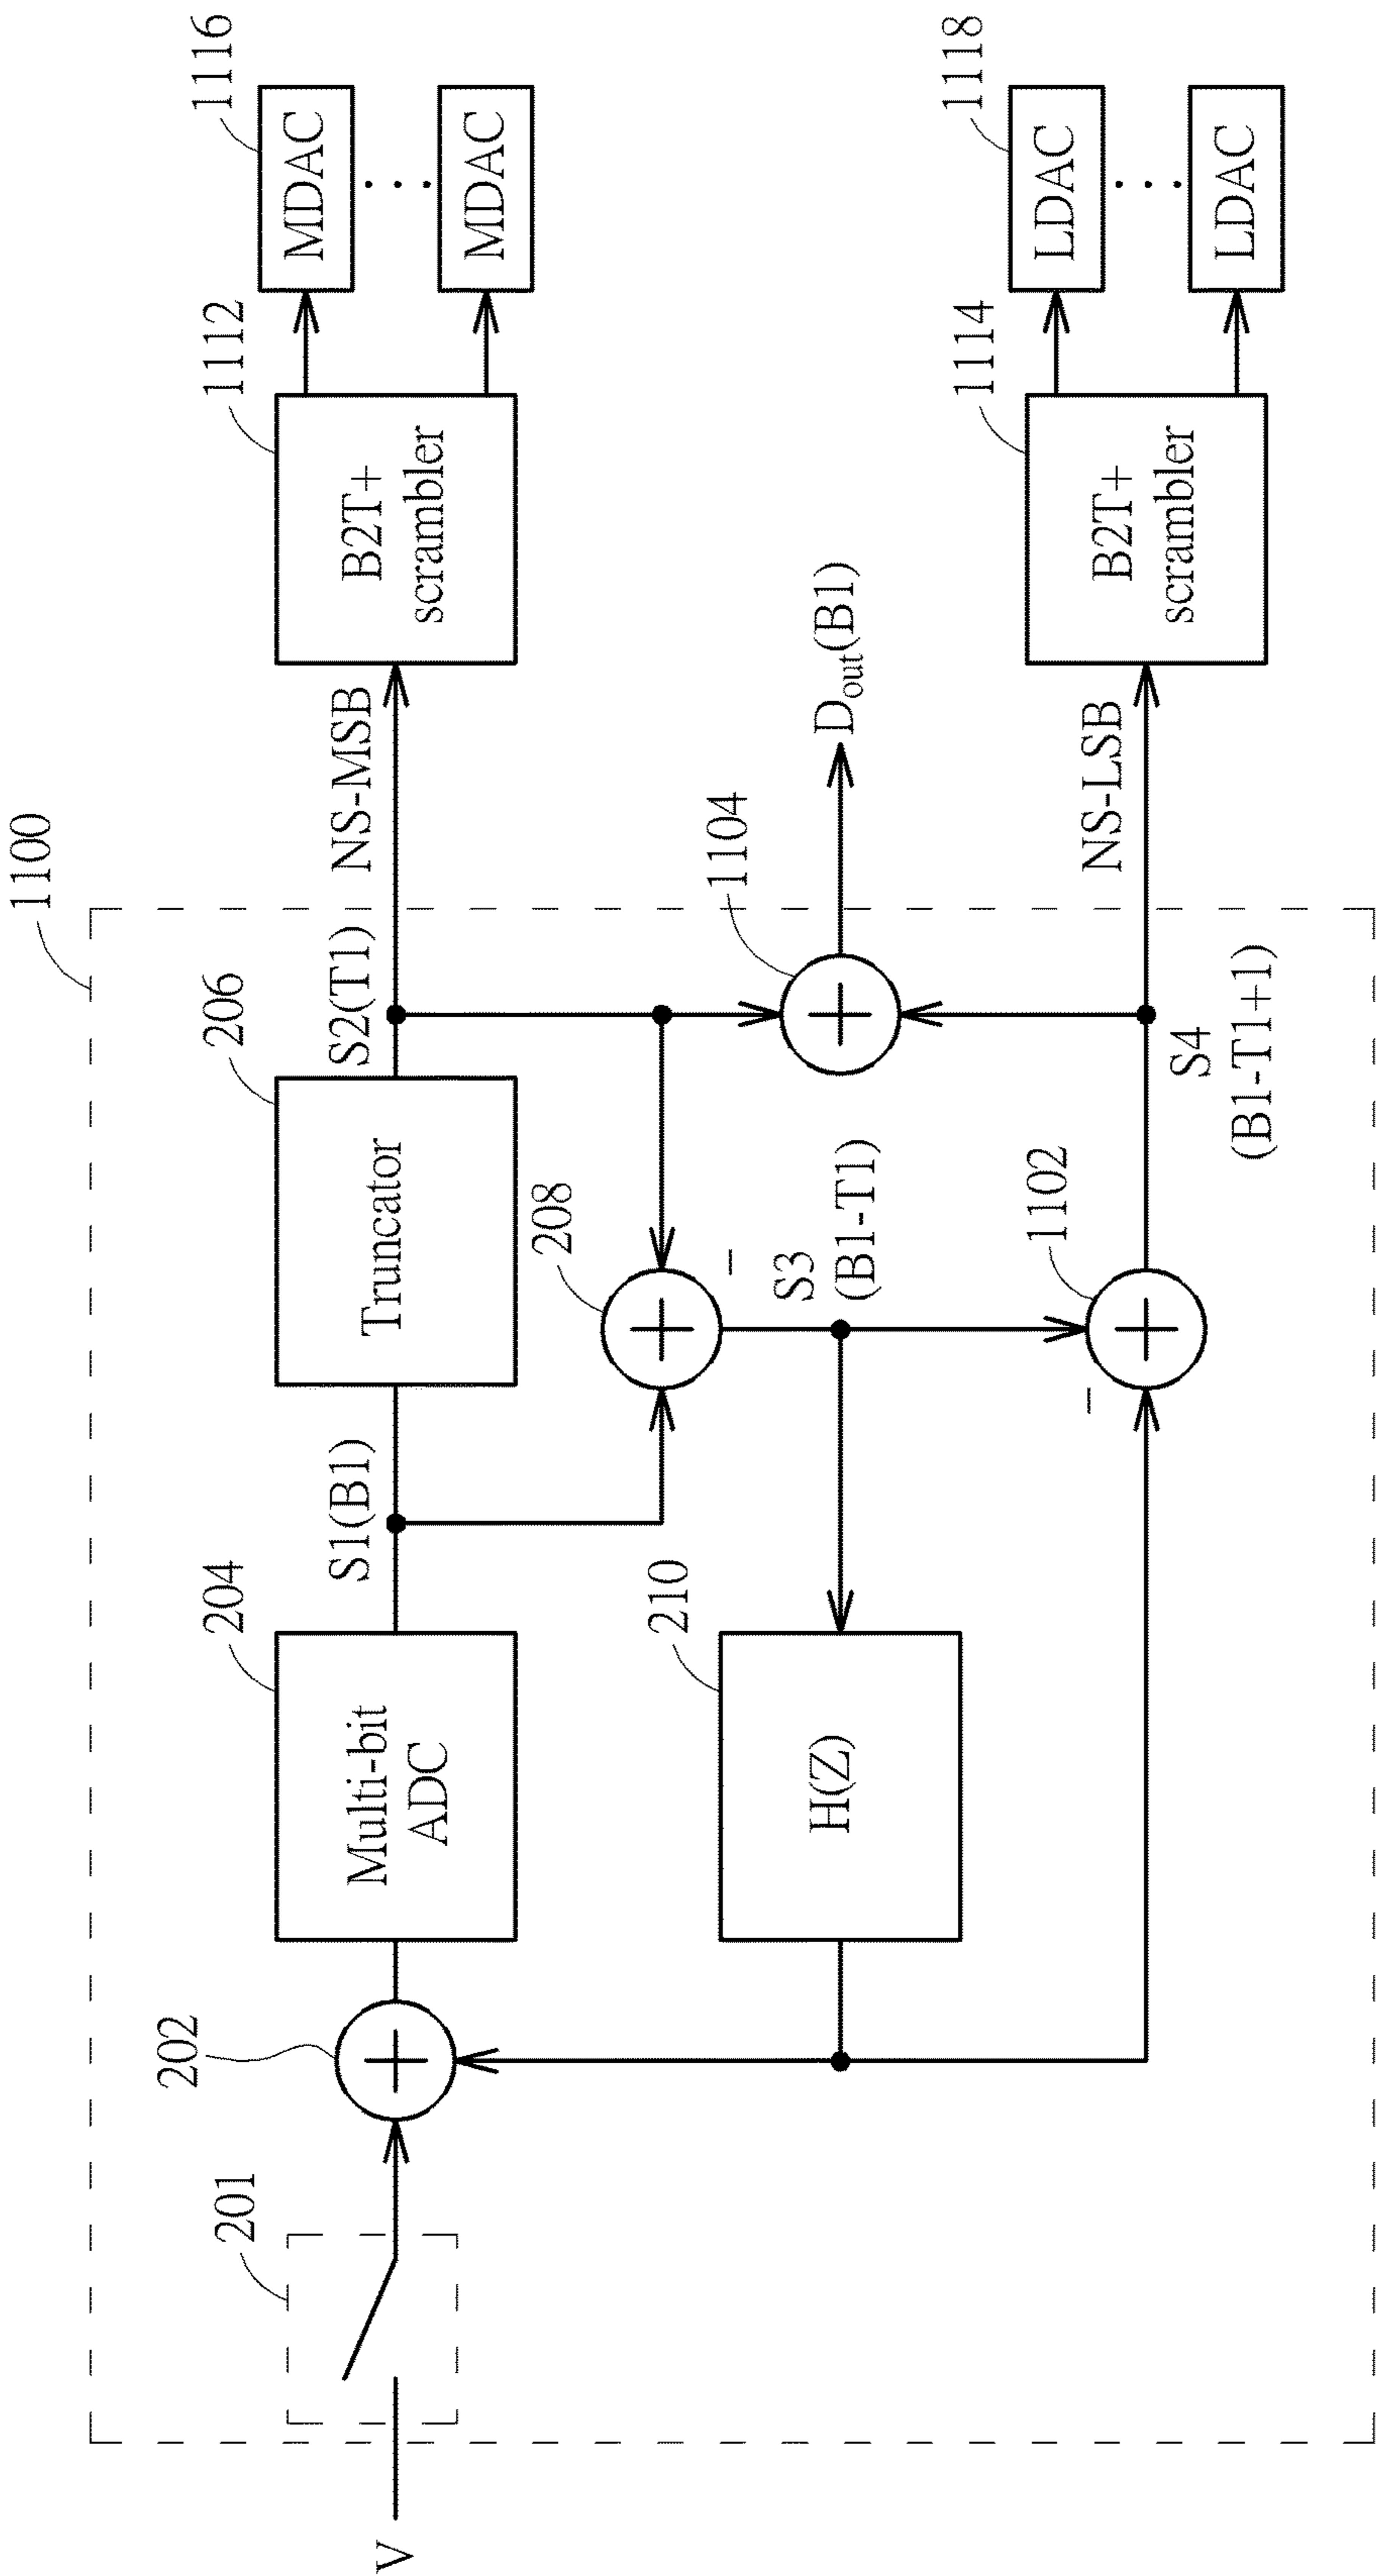 1100
V
201
202
204
Multi-bit
ADC
S1(B1)
206
Truncator
S2(T1)
NS-MSB
1112
B2T+
scrambler
1116
MDAC
MDAC
208
−
S3
(B1-T1)
210
H(Z)
1104
Dout(B1)
1102
−
S4
(B1-T1+1)
NS-LSB
1114
B2T+
scrambler
1118
LDAC
LDAC